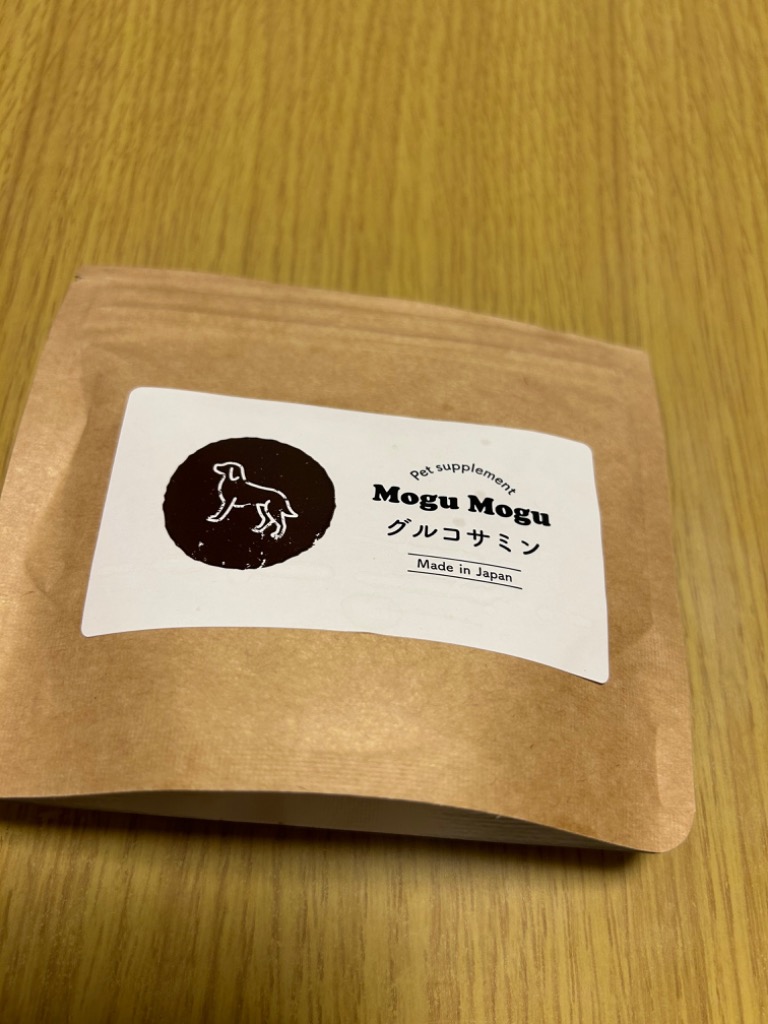 Pet supplement
Mogu Mogu
グルコサミン
Made in Japan